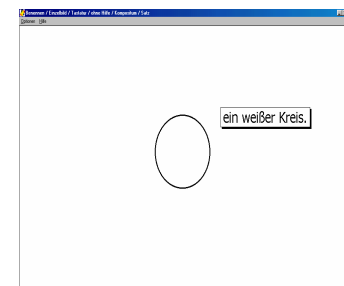 Benennen / Einzelbild / Tastatur / ohne Hilfe / Kompositum / Satz
Optionen Hilfe
ein weißer Kreis.